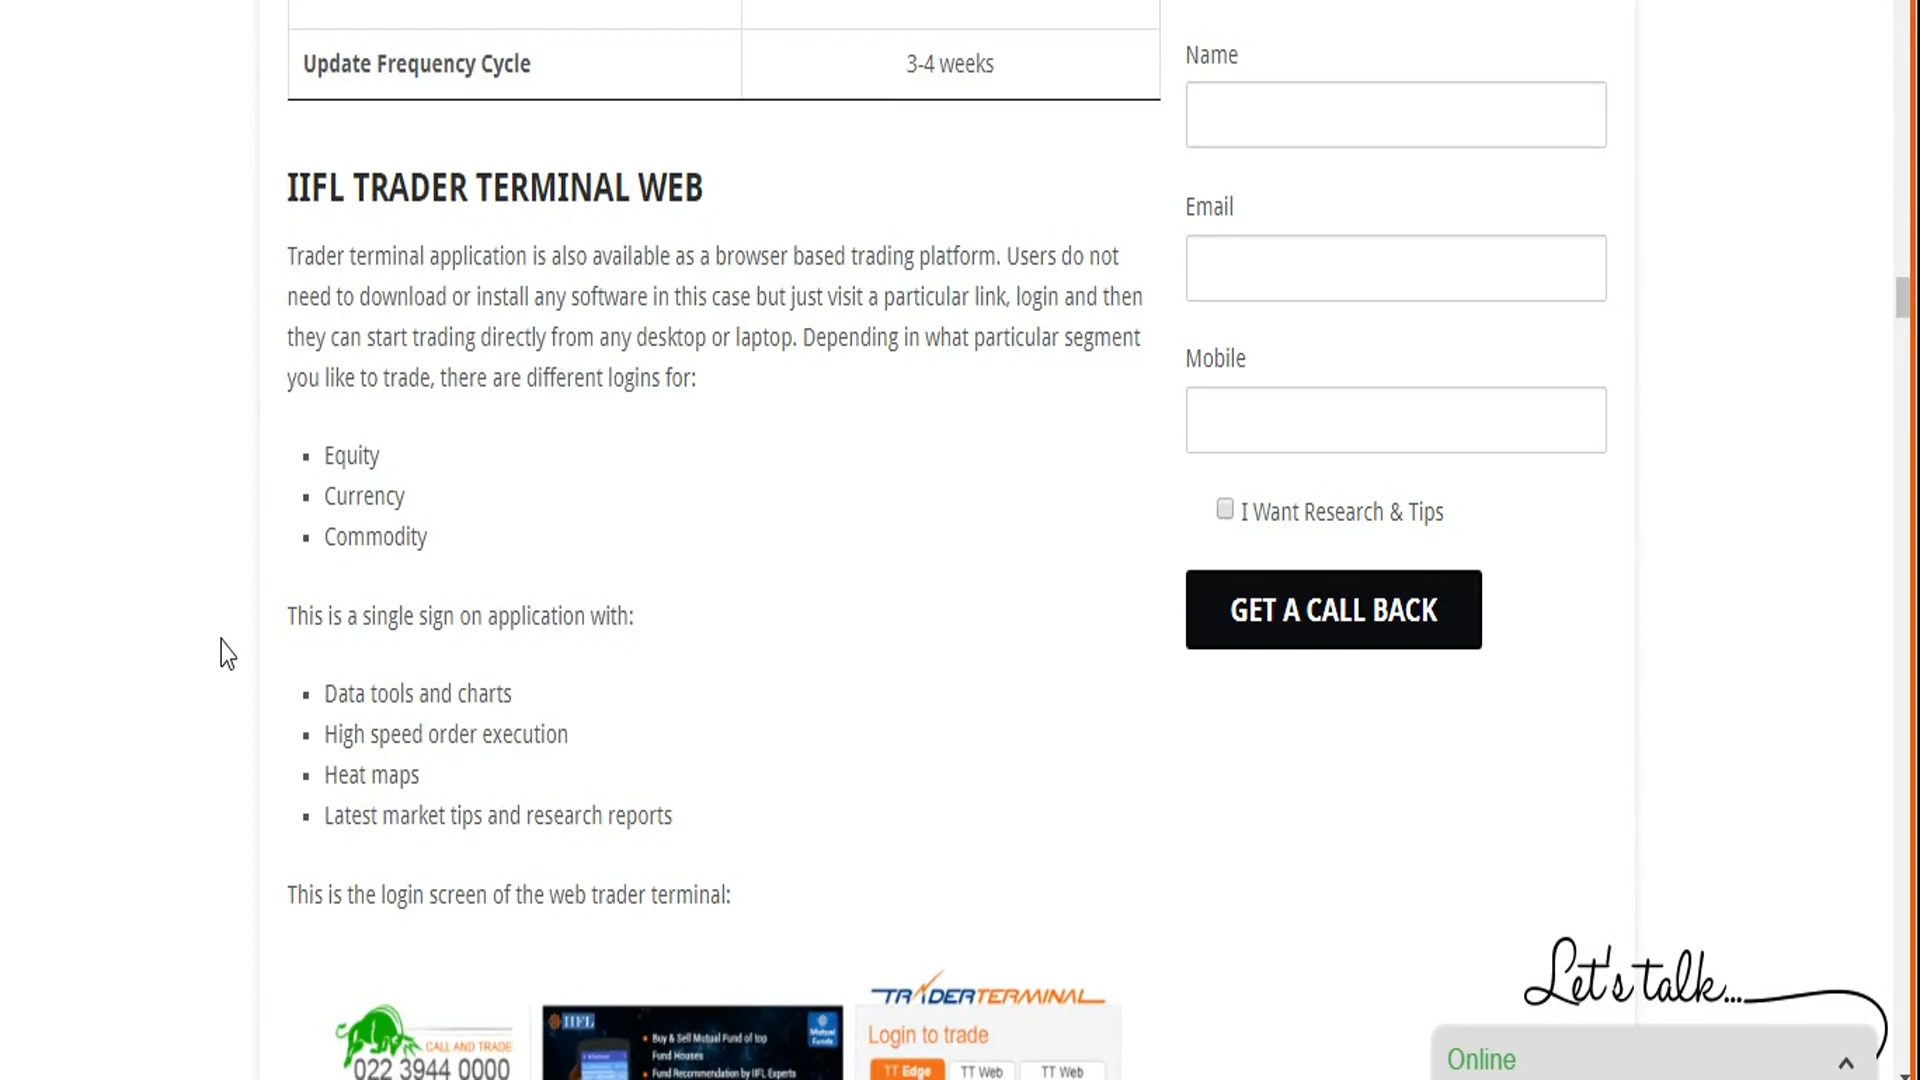 Update Frequency Cycle 3-4 weeks
IIFL TRADER TERMINAL WEB
Trader terminal application is also available as a browser based trading platform. Users do not
need to download or install any software in this case but just visit a particular link, login and then
they can start trading directly from any desktop or laptop. Depending in what particular segment
you like to trade, there are different logins for:
▪ Equity
▪ Currency
▪ Commodity
This is a single sign on application with:
▪ Data tools and charts
▪ High speed order execution
▪ Heat maps
▪ Latest market tips and research reports
This is the login screen of the web trader terminal:
CALL AND TRADE
022 3944 0000
IIFL
Buy & Sell Mutual Fund of top
Fund Houses
Fund Recommendation by IIFL Experts
Mutual
Funds
TRADERTERMINAL
Login to trade
TT Edge TT Web TT Web
Name
Email
Mobile
I Want Research & Tips
GET A CALL BACK
Let's talk...
Online